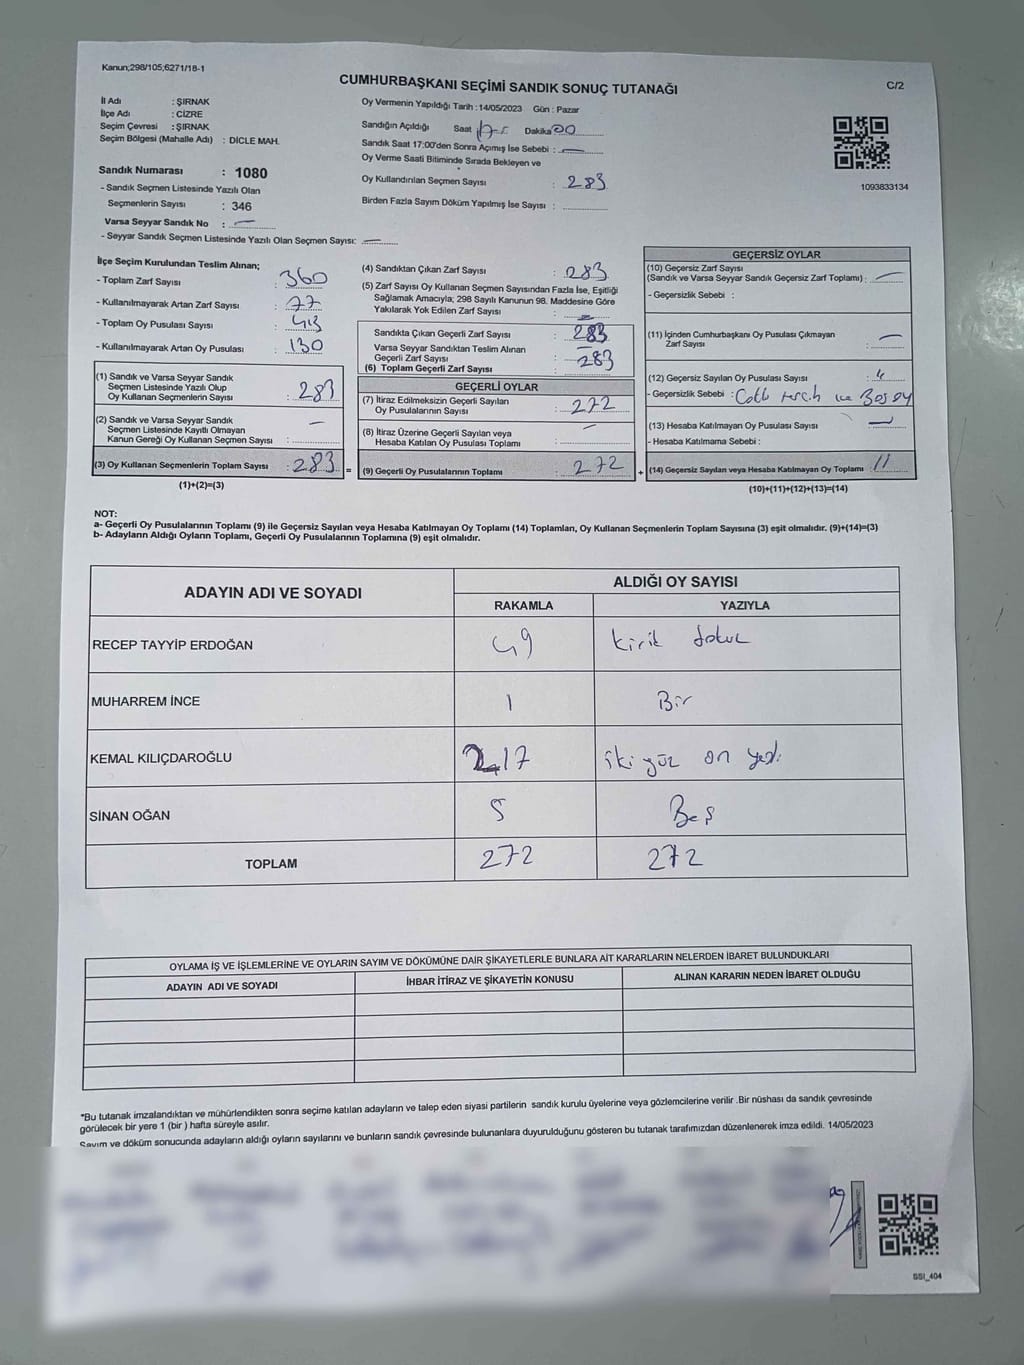 Kanun;298/105;6271/18-1
CUMHURBAŞKANI SEÇİMİ SANDIK SONUÇ TUTANAĞI
C/2
İl Adı : ŞIRNAK
İlçe Adı : CİZRE
Seçim Çevresi : ŞIRNAK
Seçim Bölgesi (Mahalle Adı) : DİCLE MAH.
Sandık Numarası : 1080
- Sandık Seçmen Listesinde Yazılı Olan
Seçmenlerin Sayısı : 346
Varsa Seyyar Sandık No : —
- Seyyar Sandık Seçmen Listesinde Yazılı Olan Seçmen Sayısı: —
Oy Vermenin Yapıldığı Tarih : 14/05/2023 Gün : Pazar
Sandığın Açıldığı Saat Dakika 00
Sandık Saat 17:00'den Sonra Açımış İse Sebebi : —
Oy Verme Saati Bitiminde Sırada Bekleyen ve
Oy Kullandırılan Seçmen Sayısı : 283
Birden Fazla Sayım Döküm Yapılmış İse Sayısı :
1093833134
İlçe Seçim Kurulundan Teslim Alınan;
- Toplam Zarf Sayısı : 360
- Kullanılmayarak Artan Zarf Sayısı : 77
- Toplam Oy Pusulası Sayısı : 413
- Kullanılmayarak Artan Oy Pusulası : 130
(1) Sandık ve Varsa Seyyar Sandık
Seçmen Listesinde Yazılı Olup
Oy Kullanan Seçmenlerin Sayısı : 283
(2) Sandık ve Varsa Seyyar Sandık
Seçmen Listesinde Kayıtlı Olmayan
Kanun Gereği Oy Kullanan Seçmen Sayısı : —
(3) Oy Kullanan Seçmenlerin Toplam Sayısı : 283
(1)+(2)=(3)
(4) Sandıktan Çıkan Zarf Sayısı : 283
(5) Zarf Sayısı Oy Kullanan Seçmen Sayısından Fazla İse, Eşitliği
Sağlamak Amacıyla; 298 Sayılı Kanunun 98. Maddesine Göre
Yakılarak Yok Edilen Zarf Sayısı : —
Sandıkta Çıkan Geçerli Zarf Sayısı : 283
Varsa Seyyar Sandıktan Teslim Alınan
Geçerli Zarf Sayısı : —
(6) Toplam Geçerli Zarf Sayısı : 283
GEÇERLİ OYLAR
(7) İtiraz Edilmeksizin Geçerli Sayılan
Oy Pusulalarının Sayısı : 272
(8) İtiraz Üzerine Geçerli Sayılan veya
Hesaba Katılan Oy Pusulası Toplamı : —
= (9) Geçerli Oy Pusulalarının Toplamı : 272
GEÇERSİZ OYLAR
(10) Geçersiz Zarf Sayısı
(Sandık ve Varsa Seyyar Sandık Geçersiz Zarf Toplamı) : —
- Geçersizlik Sebebi :
(11) İçinden Cumhurbaşkanı Oy Pusulası Çıkmayan
Zarf Sayısı : —
(12) Geçersiz Sayılan Oy Pusulası Sayısı :
- Geçersizlik Sebebi : tercih ve Boş oy
(13) Hesaba Katılmayan Oy Pusulası Sayısı : —
- Hesaba Katılmama Sebebi :
+ (14) Geçersiz Sayılan veya Hesaba Katılmayan Oy Toplamı : 11
(10)+(11)+(12)+(13)=(14)
NOT:
a- Geçerli Oy Pusulalarının Toplamı (9) ile Geçersiz Sayılan veya Hesaba Katılmayan Oy Toplamı (14) Toplamları, Oy Kullanan Seçmenlerin Toplam Sayısına (3) eşit olmalıdır. (9)+(14)=(3)
b- Adayların Aldığı Oyların Toplamı, Geçerli Oy Pusulalarının Toplamına (9) eşit olmalıdır.
ADAYIN ADI VE SOYADI
ALDIĞI OY SAYISI
RAKAMLA YAZIYLA
RECEP TAYYİP ERDOĞAN 49 kırık dokuz
MUHARREM İNCE 1 Bir
KEMAL KILIÇDAROĞLU 217 iki yüz on yedi
SİNAN OĞAN 5 Beş
TOPLAM 272 272
OYLAMA İŞ VE İŞLEMLERİNE VE OYLARIN SAYIM VE DÖKÜMÜNE DAİR ŞİKAYETLERLE BUNLARA AİT KARARLARIN NELERDEN İBARET BULUNDUKLARI
ADAYIN ADI VE SOYADI İHBAR İTİRAZ VE ŞİKAYETİN KONUSU ALINAN KARARIN NEDEN İBARET OLDUĞU
*Bu tutanak imzalandıktan ve mühürlendikten sonra seçime katılan adayların ve talep eden siyasi partilerin sandık kurulu üyelerine veya gözlemcilerine verilir .Bir nüshası da sandık çevresinde
görülecek bir yere 1 (bir ) hafta süreyle asılır.
Sayım ve döküm sonucunda adayların aldığı oyların sayılarını ve bunların sandık çevresinde bulunanlara duyurulduğunu gösteren bu tutanak tarafımızdan düzenlenerek imza edildi. 14/05/2023
SSI_404